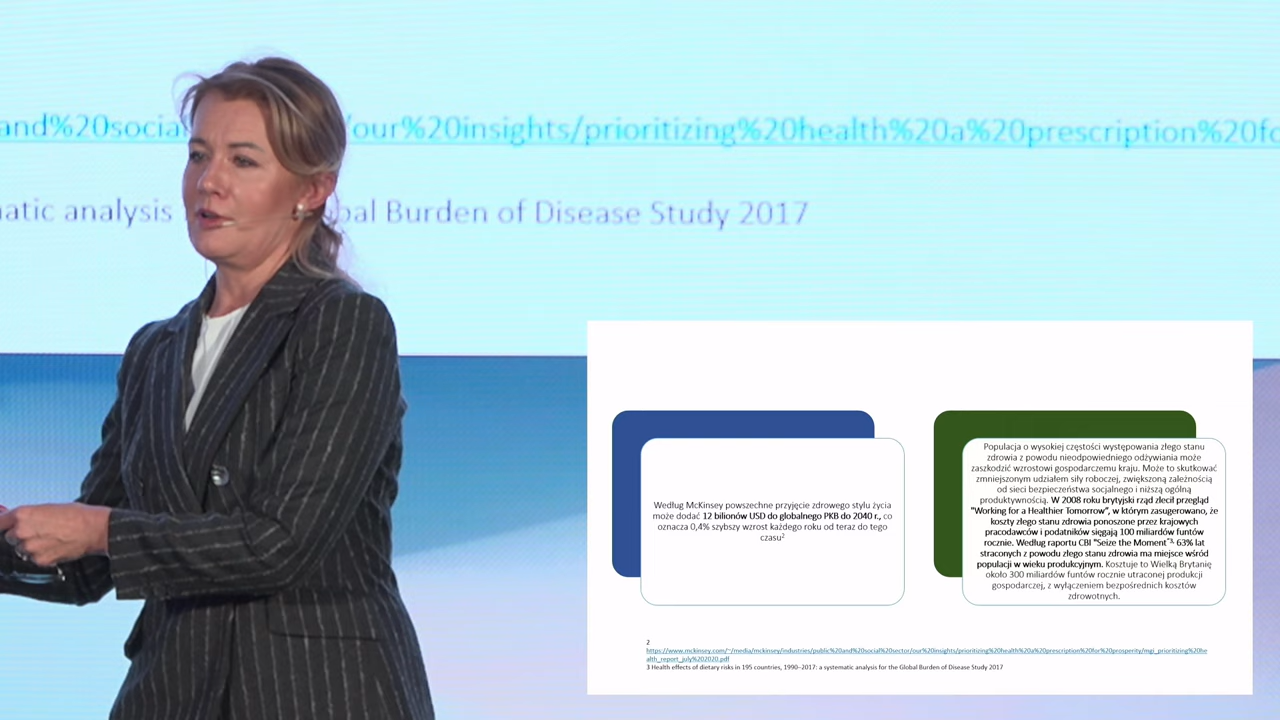 and%20socia /our%20insights/prioritizing%20health%20a%20prescription%20fo
atic analysis bal Burden of Disease Study 2017
Według McKinsey powszechne przyjęcie zdrowego stylu życia
może dodać 12 bilionów USD do globalnego PKB do 2040 r., co
oznacza 0,4% szybszy wzrost każdego roku od teraz do tego
czasu2
Populacja o wysokiej częstości występowania złego stanu
zdrowia z powodu nieodpowiedniego odżywiania może
zaszkodzić wzrostowi gospodarczemu kraju. Może to skutkować
zmniejszonym udziałem siły roboczej, zwiększoną zależnością
od sieci bezpieczeństwa socjalnego i niższą ogólną
produktywnością. W 2008 roku brytyjski rząd zlecił przegląd
"Working for a Healthier Tomorrow", w którym zasugerowano, że
koszty złego stanu zdrowia ponoszone przez krajowych
pracodawców i podatników sięgają 100 miliardów funtów
rocznie. Według raportu CBI "Seize the Moment"3, 63% lat
straconych z powodu złego stanu zdrowia ma miejsce wśród
populacji w wieku produkcyjnym. Kosztuje to Wielką Brytanię
około 300 miliardów funtów rocznie utraconej produkcji
gospodarczej, z wyłączeniem bezpośrednich kosztów
zdrowotnych.
2
https://www.mckinsey.com/~/media/mckinsey/industries/public%20and%20social%20sector/our%20insights/prioritizing%20health%20a%20prescription%20for%20prosperity/mgi_prioritizing%20he
alth_report_july%202020.pdf
3 Health effects of dietary risks in 195 countries, 1990–2017: a systematic analysis for the Global Burden of Disease Study 2017